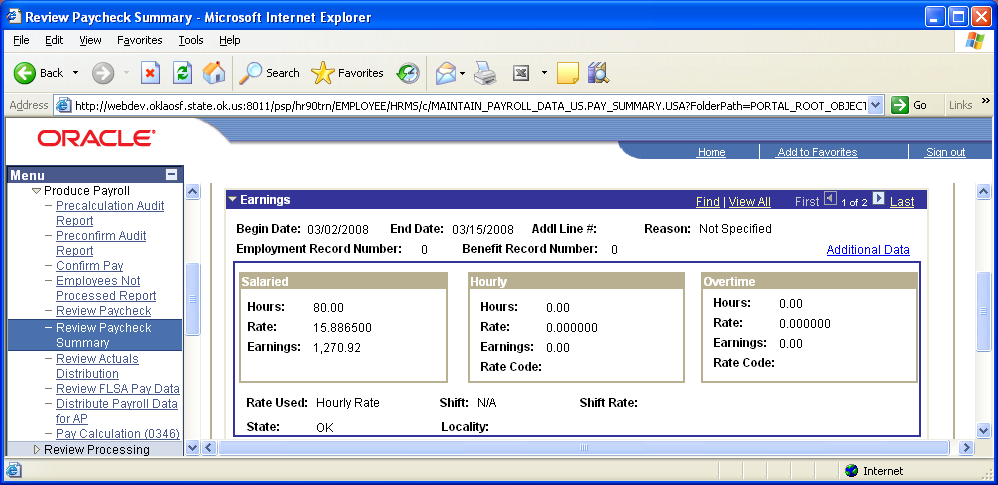 Review Paycheck Summary - Microsoft Internet Explorer
File Edit View Favorites Tools Help
Back Search Favorites
Address http://webdev.oklaosf.state.ok.us:8011/psp/hr90trn/EMPLOYEE/HRMS/c/MAINTAIN_PAYROLL_DATA_US.PAY_SUMMARY.USA?FolderPath=PORTAL_ROOT_OBJECT Go Links »
ORACLE
Home Add to Favorites Sign out
Menu
Produce Payroll
Precalculation Audit
Report
Preconfirm Audit
Report
Confirm Pay
Employees Not
Processed Report
Review Paycheck
Review Paycheck
Summary
Review Actuals
Distribution
Review FLSA Pay Data
Distribute Payroll Data
for AP
Pay Calculation (0346)
Review Processing
Earnings Find | View All First 1 of 2 Last
Begin Date: 03/02/2008 End Date: 03/15/2008 Addl Line #: Reason: Not Specified
Employment Record Number: 0 Benefit Record Number: 0 Additional Data
Salaried
Hours: 80.00
Rate: 15.886500
Earnings: 1,270.92
Hourly
Hours: 0.00
Rate: 0.000000
Earnings: 0.00
Rate Code:
Overtime
Hours: 0.00
Rate: 0.000000
Earnings: 0.00
Rate Code:
Rate Used: Hourly Rate Shift: N/A Shift Rate:
State: OK Locality:
Internet